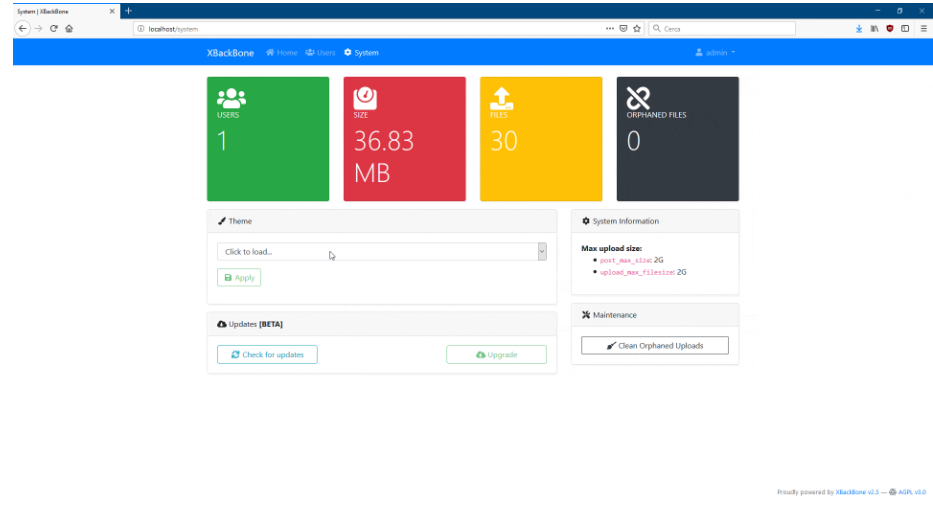 System | XBackBone
localhost/system
Cerca
XBackBone Home Users System admin
USERS
1
SIZE
36.83
MB
FILES
30
ORPHANED FILES
0
Theme
Click to load...
Apply
Updates [BETA]
Check for updates
Upgrade
System Information
Max upload size:
post_max_size: 2G
upload_max_filesize: 2G
Maintenance
Clean Orphaned Uploads
Proudly powered by XBackBone v2.5 — AGPL v3.0